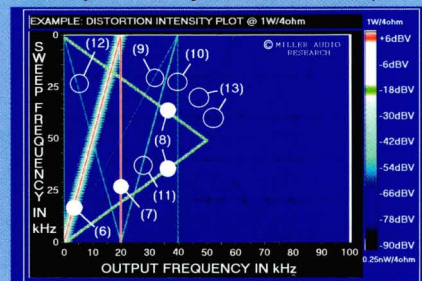 EXAMPLE: DISTORTION INTENSITY PLOT @ 1W/4ohm
1W/4ohm
© MILLER AUDIO
RESEARCH
SWEEP FREQUENCY IN kHz
0
25
50
25
0
(12)
(9)
(10)
(13)
(8)
(11)
(6)
(7)
0 10 20 30 40 50 60 70 80 90 100
OUTPUT FREQUENCY IN kHz
+6dBV
-6dBV
-18dBV
-30dBV
-42dBV
-54dBV
-66dBV
-78dBV
-90dBV
0.25nW/4ohm